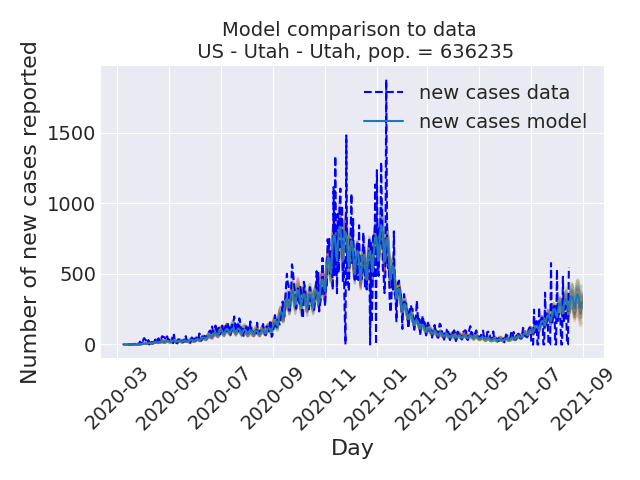 Model comparison to data
US - Utah - Utah, pop. = 636235
Number of new cases reported
1500
1000
500
0
new cases data
new cases model
2020-03
2020-05
2020-07
2020-09
2020-11
2021-01
2021-03
2021-05
2021-07
2021-09
Day